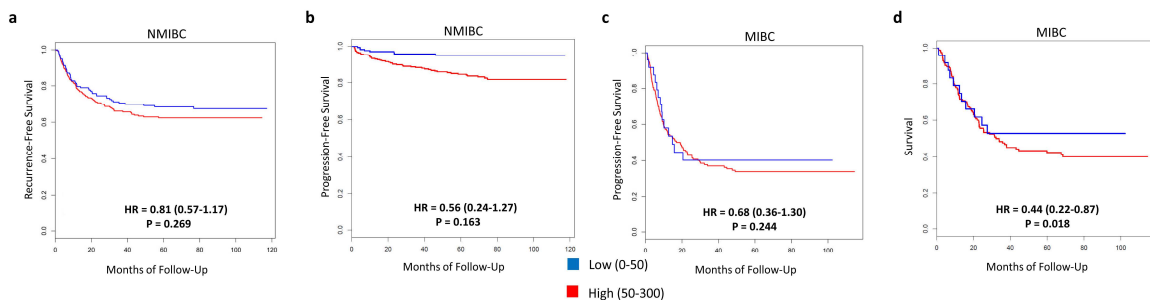 a
NMIBC
Recurrence-Free Survival
1.0
0.8
0.6
0.4
0.2
0.0
0 20 40 60 80 100 120
HR = 0.81 (0.57-1.17)
P = 0.269
Months of Follow-Up
b
NMIBC
Progression-Free Survival
1.0
0.8
0.6
0.4
0.2
0.0
0 20 40 60 80 100 120
HR = 0.56 (0.24-1.27)
P = 0.163
Months of Follow-Up
c
MIBC
Progression-Free Survival
1.0
0.8
0.6
0.4
0.2
0.0
0 20 40 60 80 100
HR = 0.68 (0.36-1.30)
P = 0.244
Months of Follow-Up
d
MIBC
Survival
1.0
0.8
0.6
0.4
0.2
0.0
0 20 40 60 80 100
HR = 0.44 (0.22-0.87)
P = 0.018
Months of Follow-Up
Low (0-50)
High (50-300)